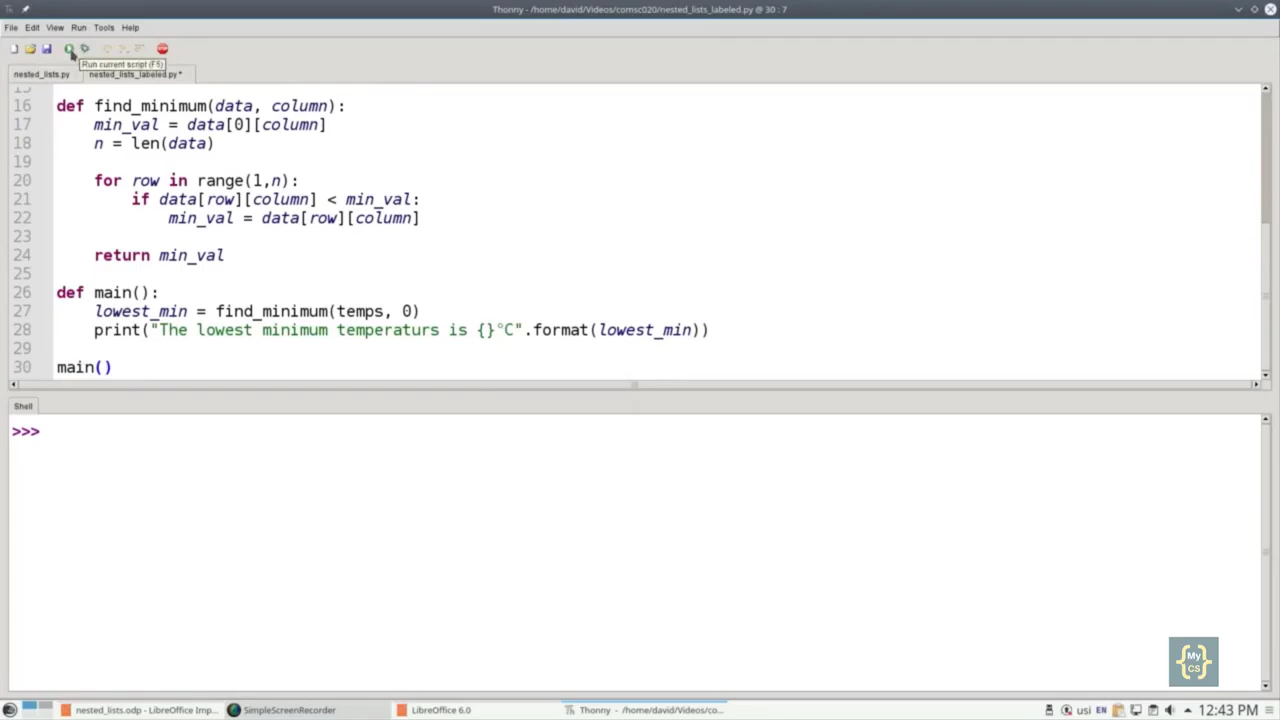 Thonny - /home/david/Videos/comsc020/nested_lists_labeled.py @ 30 : 7
File Edit View Run Tools Help
Run current script (F5)
nested_lists.py nested_lists_labeled.py *
15
16 def find_minimum(data, column):
17 min_val = data[0][column]
18 n = len(data)
19
20 for row in range(1,n):
21 if data[row][column] < min_val:
22 min_val = data[row][column]
23
24 return min_val
25
26 def main():
27 lowest_min = find_minimum(temps, 0)
28 print("The lowest minimum temperaturs is {}°C".format(lowest_min))
29
30 main()
Shell
>>>
{My CS}
nested_lists.odp - LibreOffice Imp... SimpleScreenRecorder LibreOffice 6.0 Thonny - /home/david/Videos/co... usi EN 12:43 PM